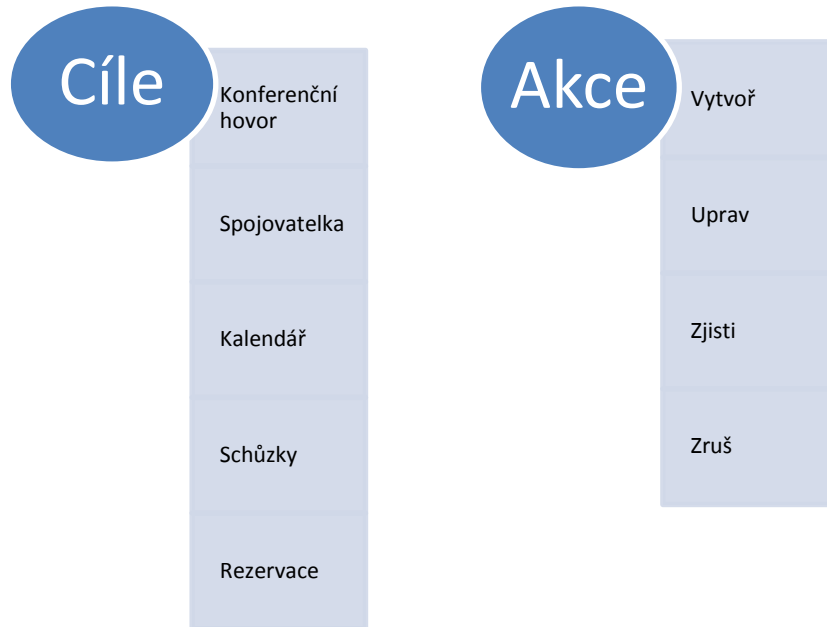 Cíle
Konferenční
hovor
Spojovatelka
Kalendář
Schůzky
Rezervace
Akce
Vytvoř
Uprav
Zjisti
Zruš